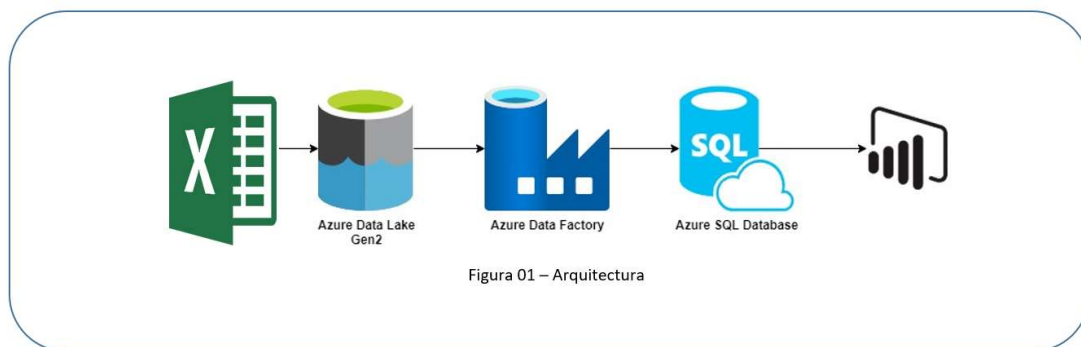 X
SQL
Azure Data Lake
Gen2
Azure Data Factory
Azure SQL Database
Figura 01 – Arquitectura